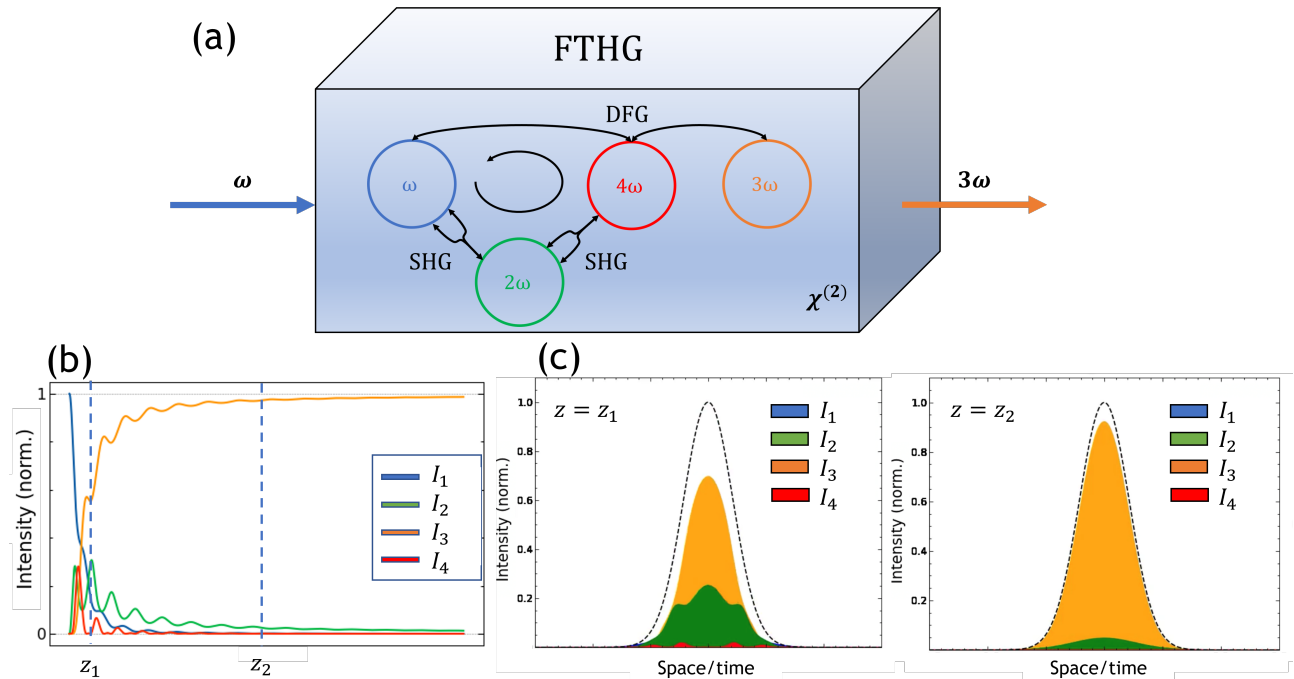 (a)
FTHG
DFG
ω
ω
4ω
3ω
3ω
SHG
SHG
2ω
χ(2)
(b)
Intensity (norm.)
1
0
I1
I2
I3
I4
z1
z2
(c)
Intensity (norm.)
1.0
0.8
0.6
0.4
0.2
z = z1
I1
I2
I3
I4
Space/time
Intensity (norm.)
1.0
0.8
0.6
0.4
0.2
z = z2
I1
I2
I3
I4
Space/time